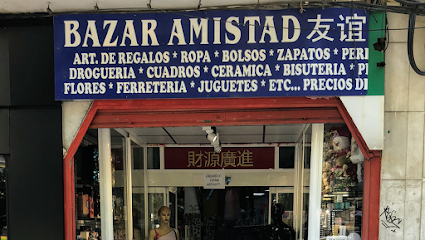 BAZAR AMISTAD 友谊
ART. DE REGALOS * ROPA * BOLSOS * ZAPATOS * PERI
DROGUERIA * CUADROS * CERAMICA * BISUTERIA * P
FLORES * FERRETERIA * JUGUETES * ETC... PRECIOS DI
財源廣進